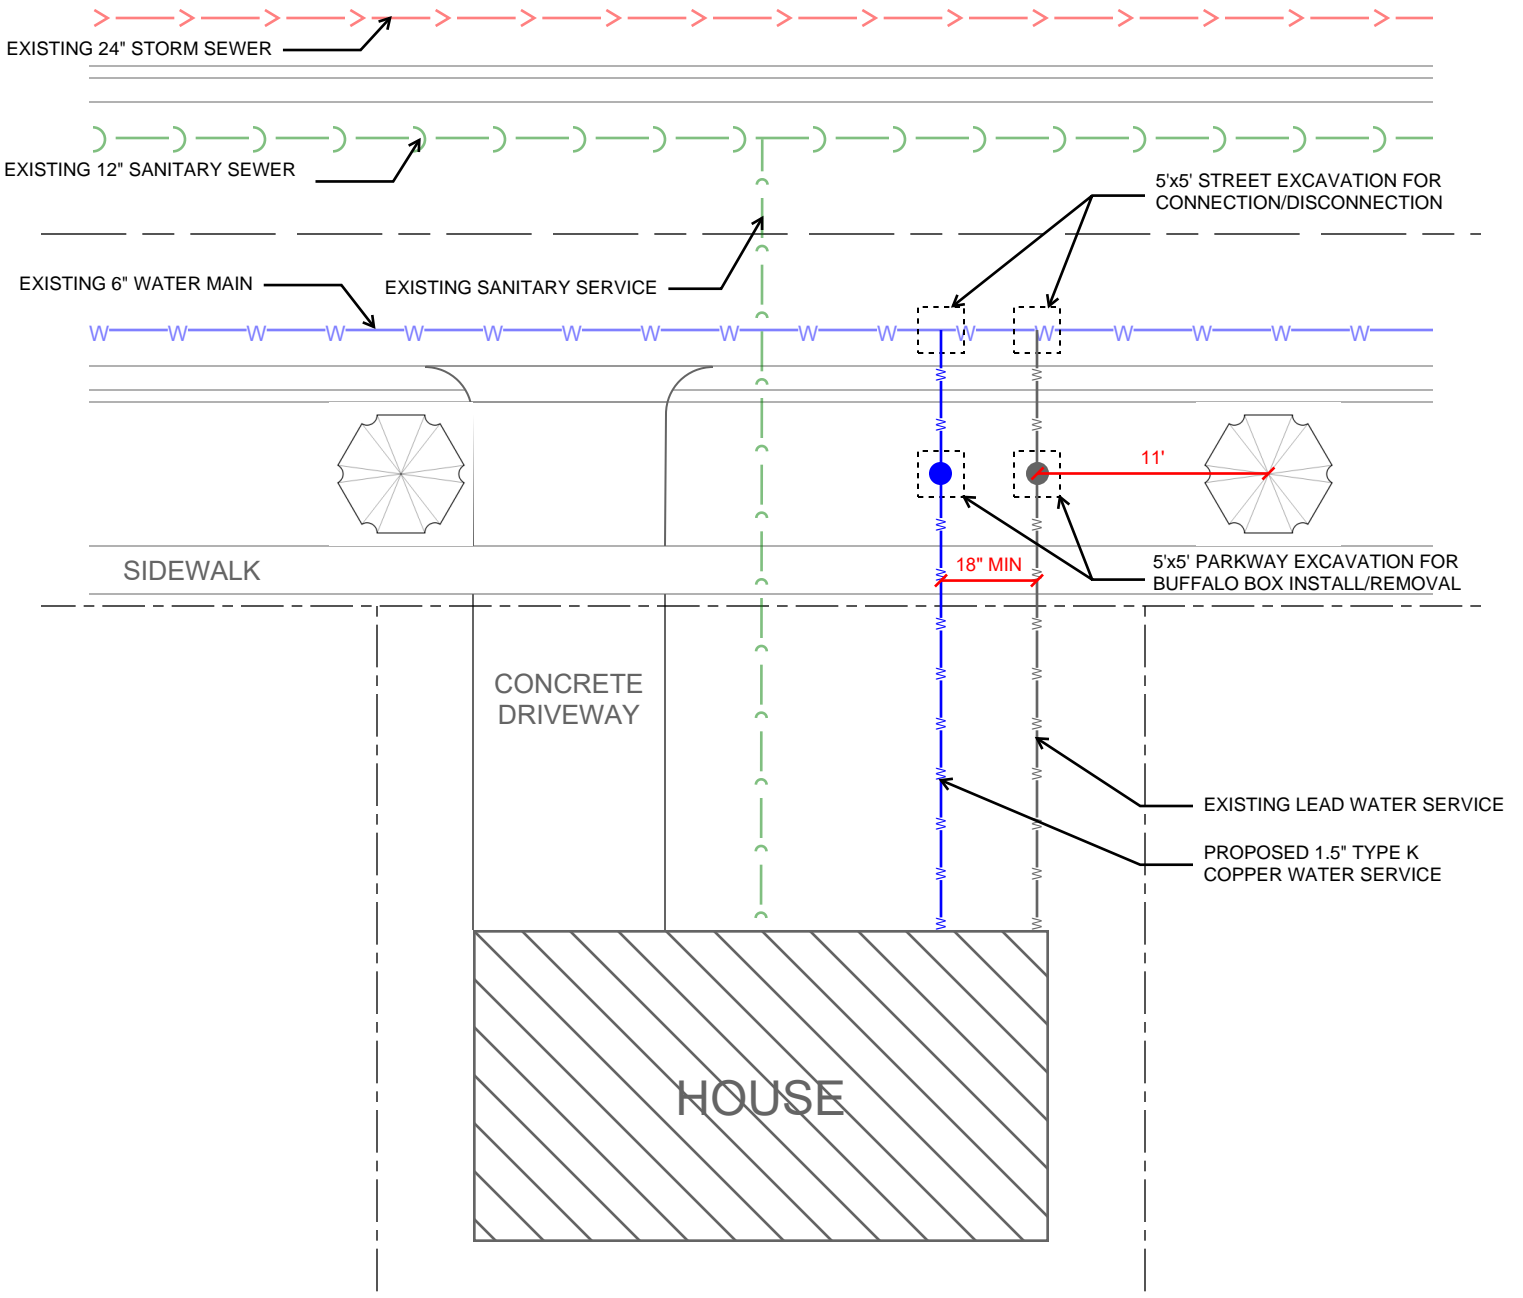 EXISTING 24" STORM SEWER
EXISTING 12" SANITARY SEWER
5'x5' STREET EXCAVATION FOR
CONNECTION/DISCONNECTION
EXISTING 6" WATER MAIN
EXISTING SANITARY SERVICE
W W W W W W W W W W W W W W W W W
11'
18" MIN
5'x5' PARKWAY EXCAVATION FOR
BUFFALO BOX INSTALL/REMOVAL
SIDEWALK
CONCRETE
DRIVEWAY
EXISTING LEAD WATER SERVICE
PROPOSED 1.5" TYPE K
COPPER WATER SERVICE
HOUSE